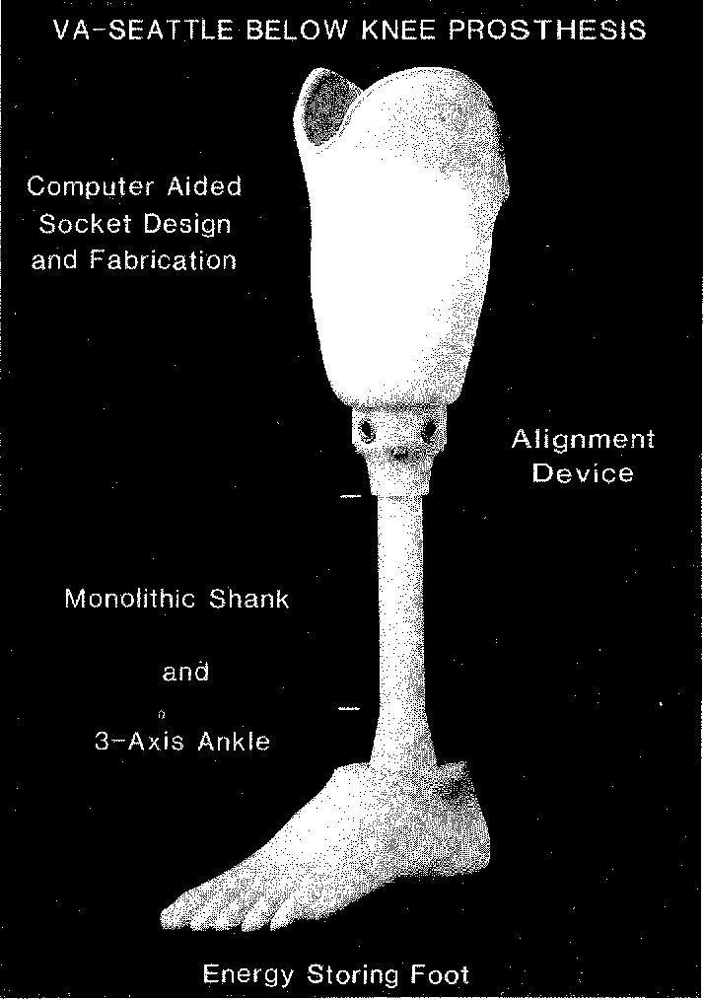 VA-SEATTLE BELOW KNEE PROSTHESIS
Computer Aided
Socket Design
and Fabrication
Alignment
Device
Monolithic Shank
and
3-Axis Ankle
Energy Storing Foot